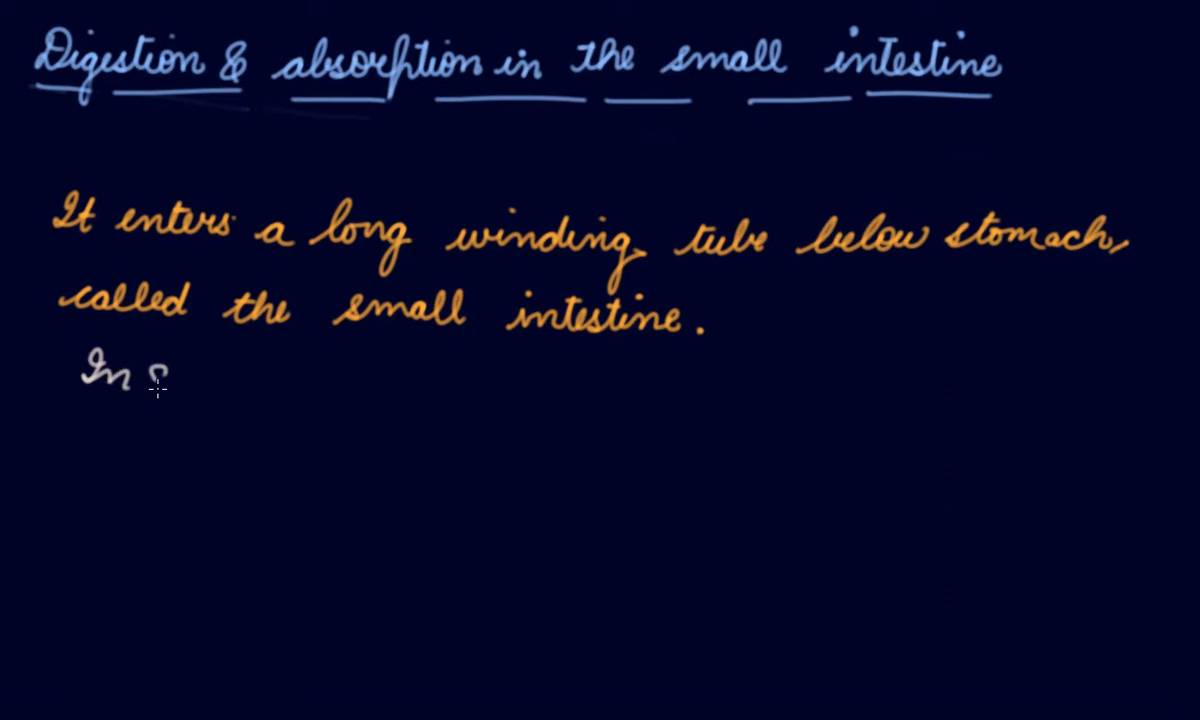 Digestion & absorption in the small intestine
It enters a long winding tube below stomach,
called the small intestine.
In